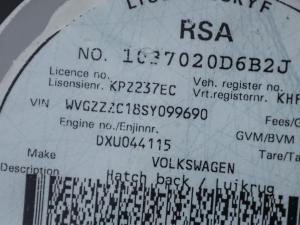 RSA
NO. 1037020D6B2J
Licence no.
Lisensienr. KPZ237EC
Veh. register no.
Vrt.registernr.
VIN WVGZZZC18SY099690
Fees/G
Engine no./Enjinnr.
GVM/BVM
DXU044115
Tare/Ta
Make VOLKSWAGEN
Description Hatch back / Luikrug